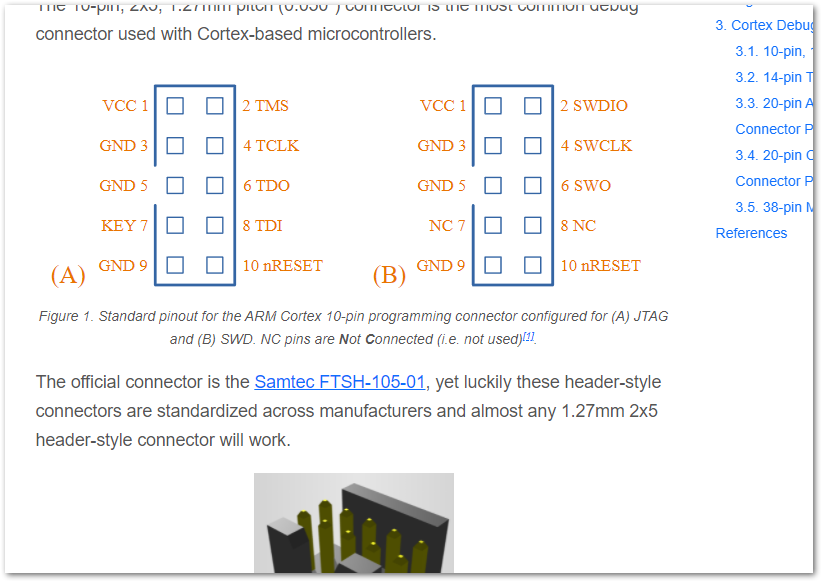 The 10-pin, 2x5, 1.27mm pitch (0.050") connector is the most common debug
connector used with Cortex-based microcontrollers.
VCC 1 2 TMS
GND 3 4 TCLK
GND 5 6 TDO
KEY 7 8 TDI
GND 9 10 nRESET
(A)
VCC 1 2 SWDIO
GND 3 4 SWCLK
GND 5 6 SWO
NC 7 8 NC
GND 9 10 nRESET
(B)
Figure 1. Standard pinout for the ARM Cortex 10-pin programming connector configured for (A) JTAG
and (B) SWD. NC pins are Not Connected (i.e. not used)[1].
The official connector is the Samtec FTSH-105-01, yet luckily these header-style
connectors are standardized across manufacturers and almost any 1.27mm 2x5
header-style connector will work.
3. Cortex Debug
3.1. 10-pin,
3.2. 14-pin T
3.3. 20-pin A
Connector P
3.4. 20-pin C
Connector P
3.5. 38-pin M
References